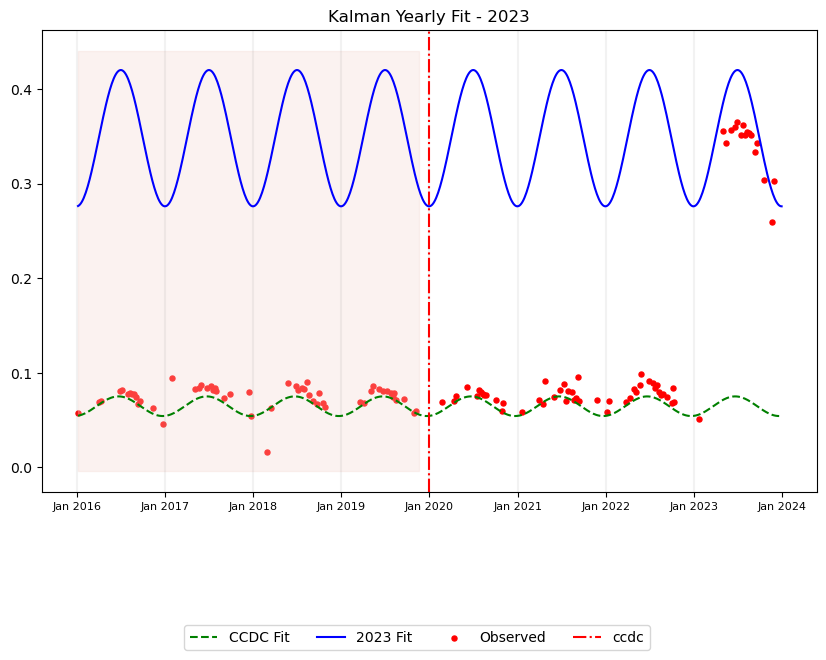 Kalman Yearly Fit - 2023
0.4
0.3
0.2
0.1
0.0
Jan 2016 Jan 2017 Jan 2018 Jan 2019 Jan 2020 Jan 2021 Jan 2022 Jan 2023 Jan 2024
CCDC Fit 2023 Fit Observed ccdc